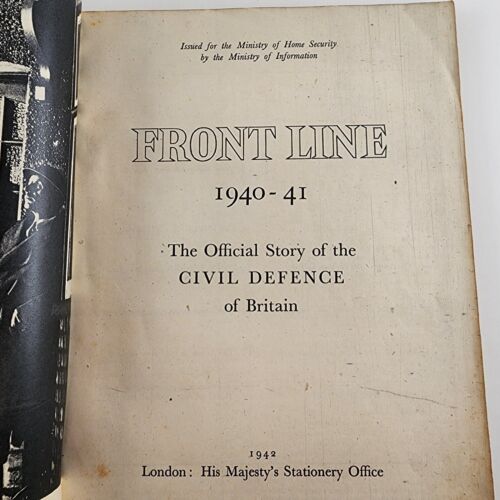 Issued for the Ministry of Home Security
by the Ministry of Information
FRONT LINE
1940-41
The Official Story of the
CIVIL DEFENCE
of Britain
1942
London: His Majesty's Stationery Office